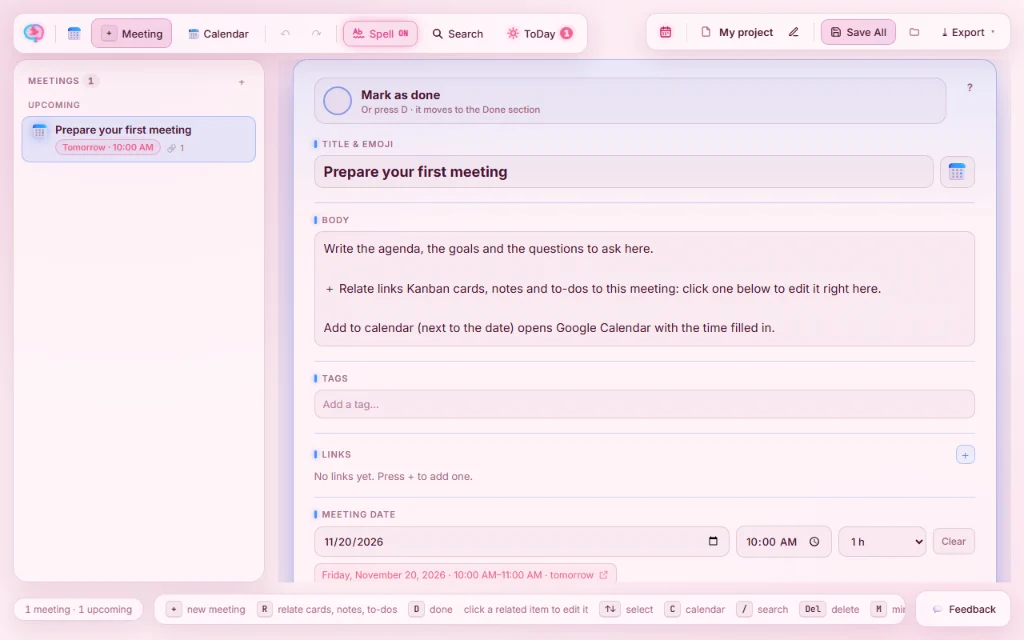 + Meeting
Calendar
Ab Spell ON
Search
ToDay 1
My project
Save All
Export
MEETINGS 1 +
UPCOMING
Prepare your first meeting
Tomorrow · 10:00 AM 1
Mark as done
Or press D · it moves to the Done section
?
TITLE & EMOJI
Prepare your first meeting
BODY
Write the agenda, the goals and the questions to ask here.
+ Relate links Kanban cards, notes and to-dos to this meeting: click one below to edit it right here.
Add to calendar (next to the date) opens Google Calendar with the time filled in.
TAGS
Add a tag...
LINKS +
No links yet. Press + to add one.
MEETING DATE
11/20/2026 10:00 AM 1 h Clear
Friday, November 20, 2026 · 10:00 AM–11:00 AM · tomorrow
1 meeting · 1 upcoming
+ new meeting R relate cards, notes, to-dos D done click a related item to edit it ↑↓ select C calendar / search Del delete M
Feedback